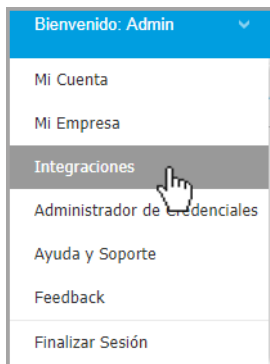 Bienvenido: Admin
Mi Cuenta
Mi Empresa
Integraciones
Administrador de Credenciales
Ayuda y Soporte
Feedback
Finalizar Sesión